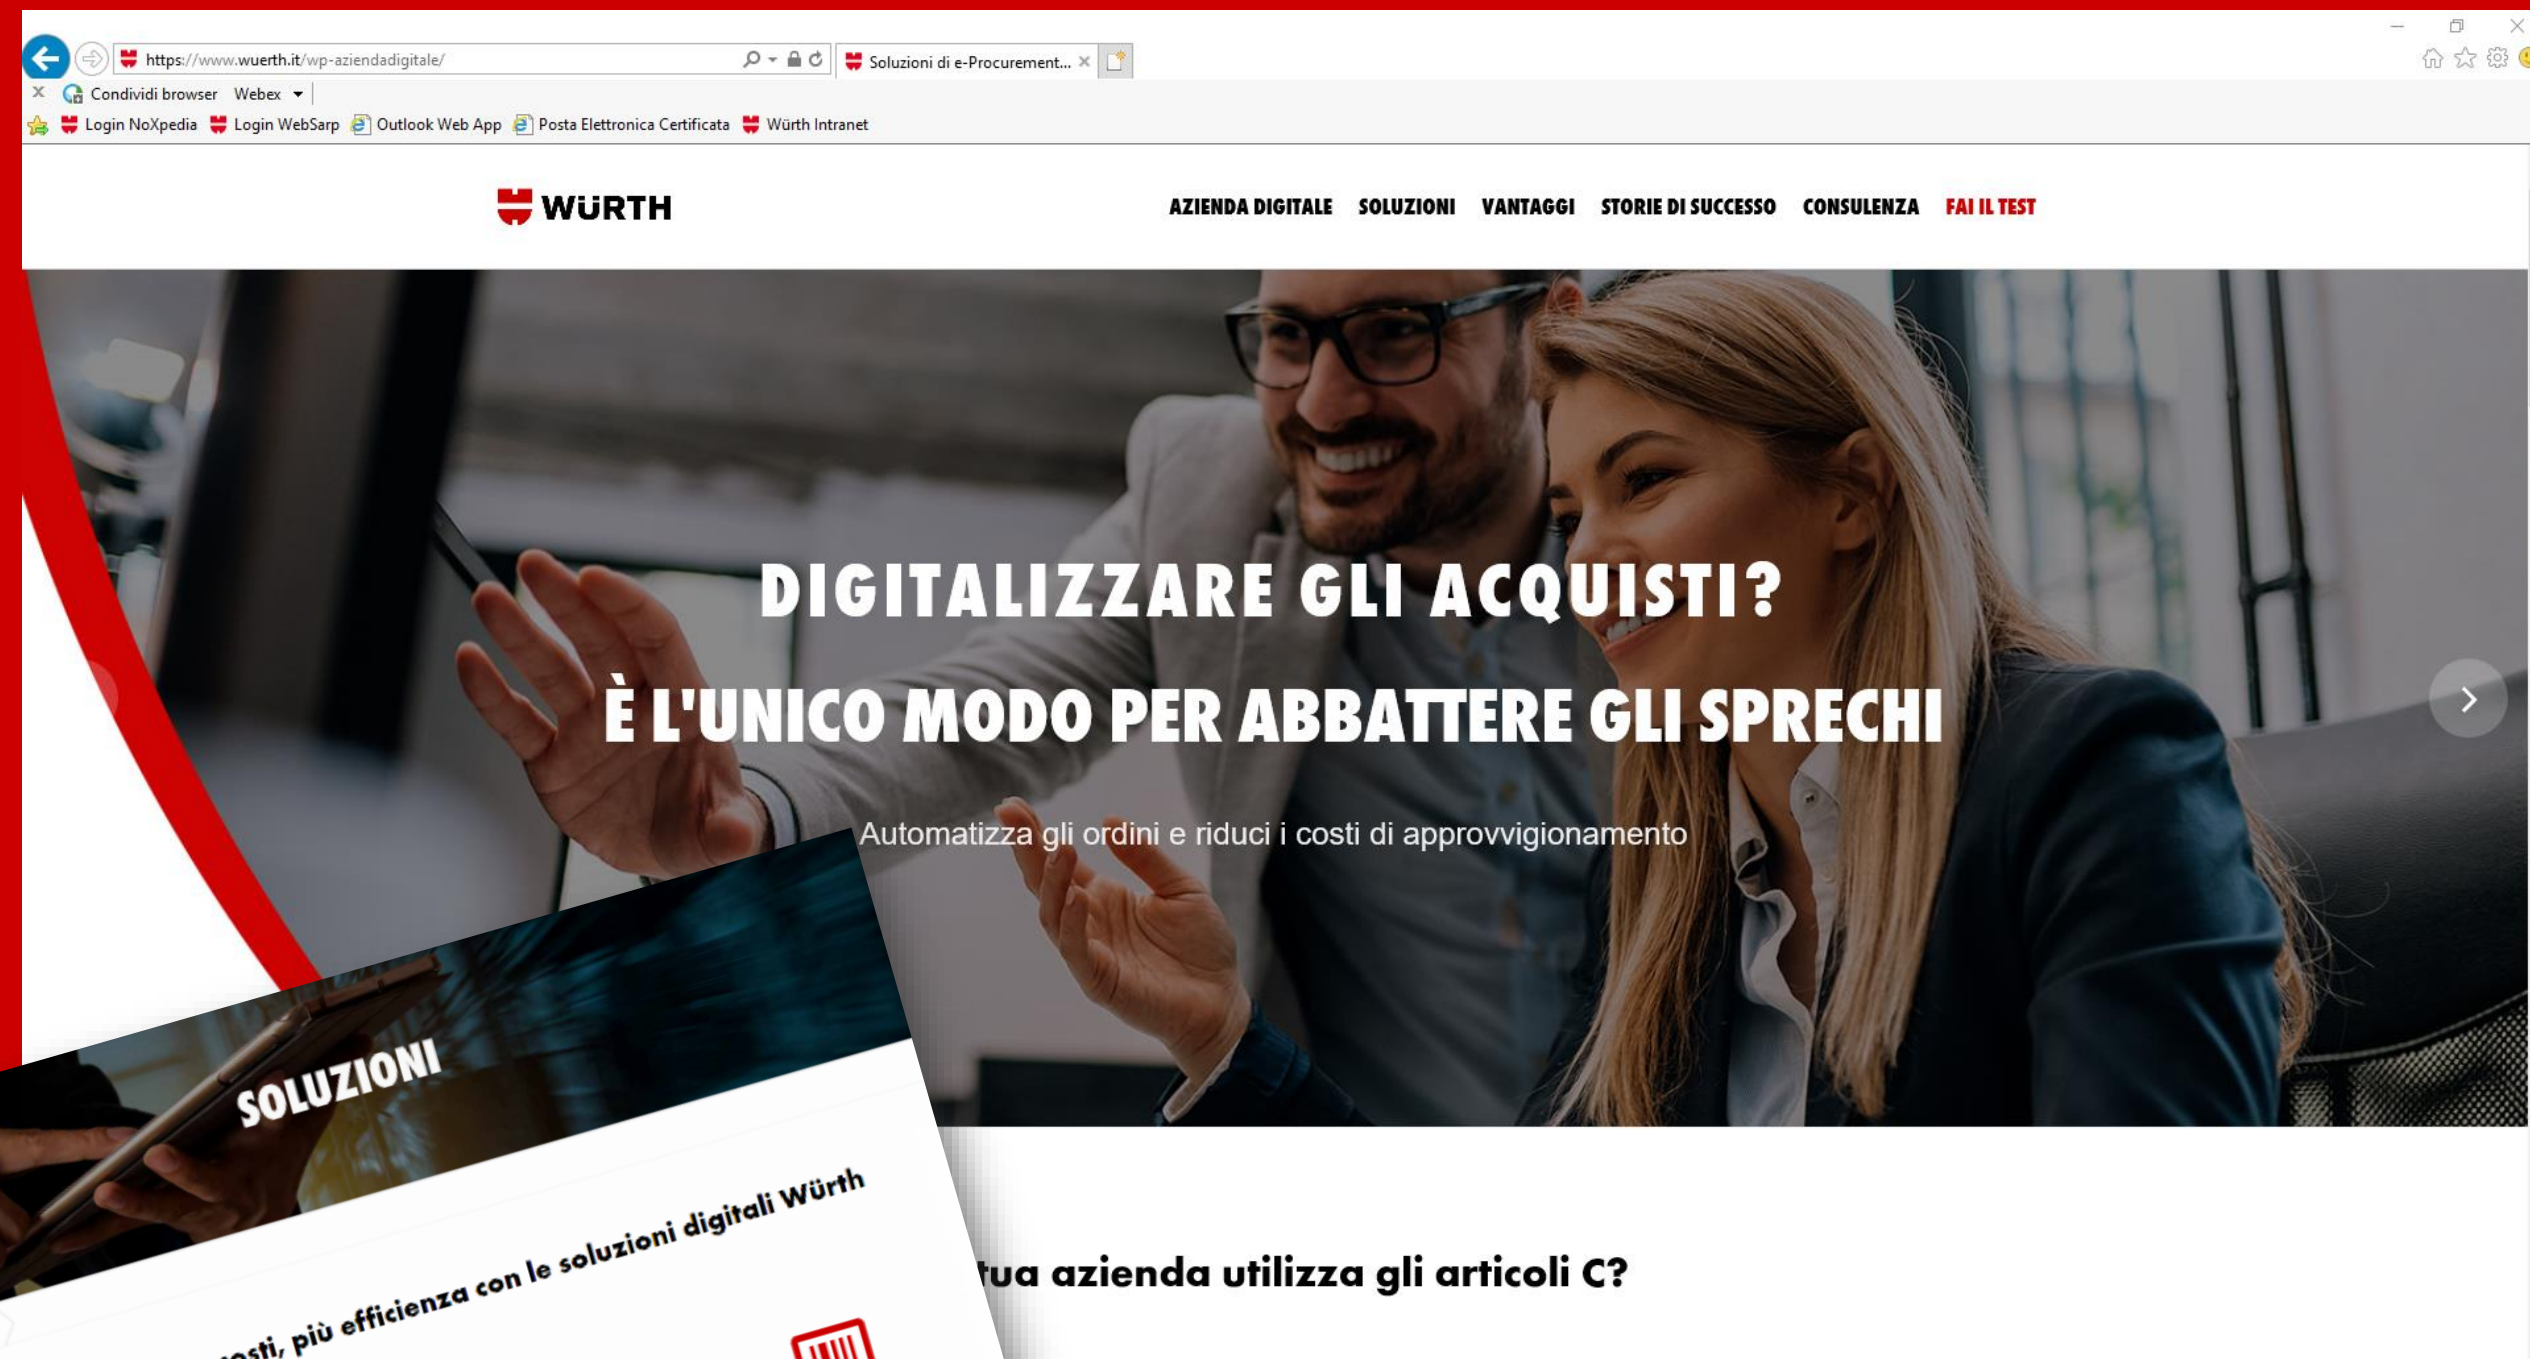 https://www.wuerth.it/wp-aziendadigitale/
Soluzioni di e-Procurement...
Condividi browser Webex
Login NoXpedia Login WebSarp Outlook Web App Posta Elettronica Certificata Würth Intranet
WÜRTH
AZIENDA DIGITALE SOLUZIONI VANTAGGI STORIE DI SUCCESSO CONSULENZA FAI IL TEST
DIGITALIZZARE GLI ACQUISTI?
È L'UNICO MODO PER ABBATTERE GLI SPRECHI
Automatizza gli ordini e riduci i costi di approvvigionamento
SOLUZIONI
più efficienza con le soluzioni digitali Würth
tua azienda utilizza gli articoli C?